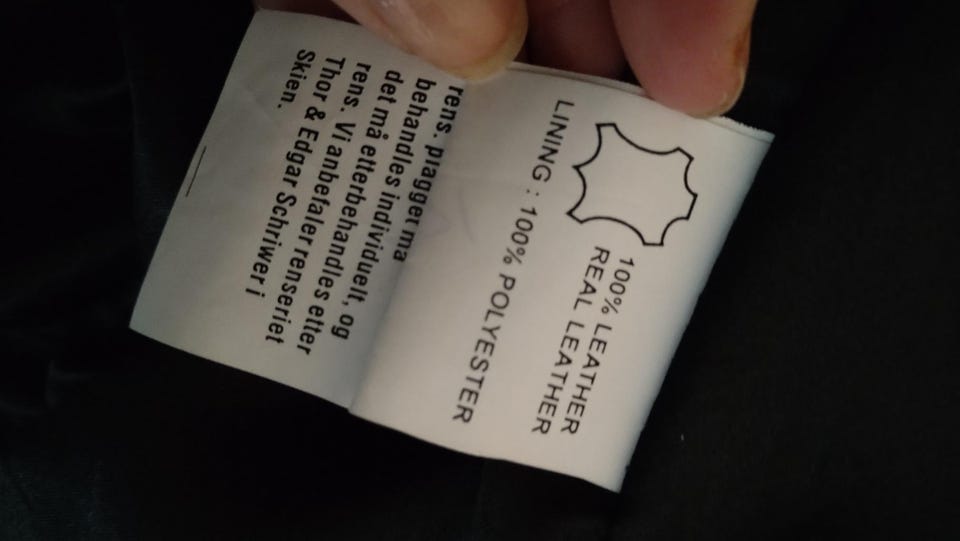 100% LEATHER
REAL LEATHER
LINING : 100% POLYESTER
rens. plagget må
behandles individuelt, og
det må etterbehandles etter
rens. Vi anbefaler renseriet
Thor & Edgar Schriwer i
Skien.